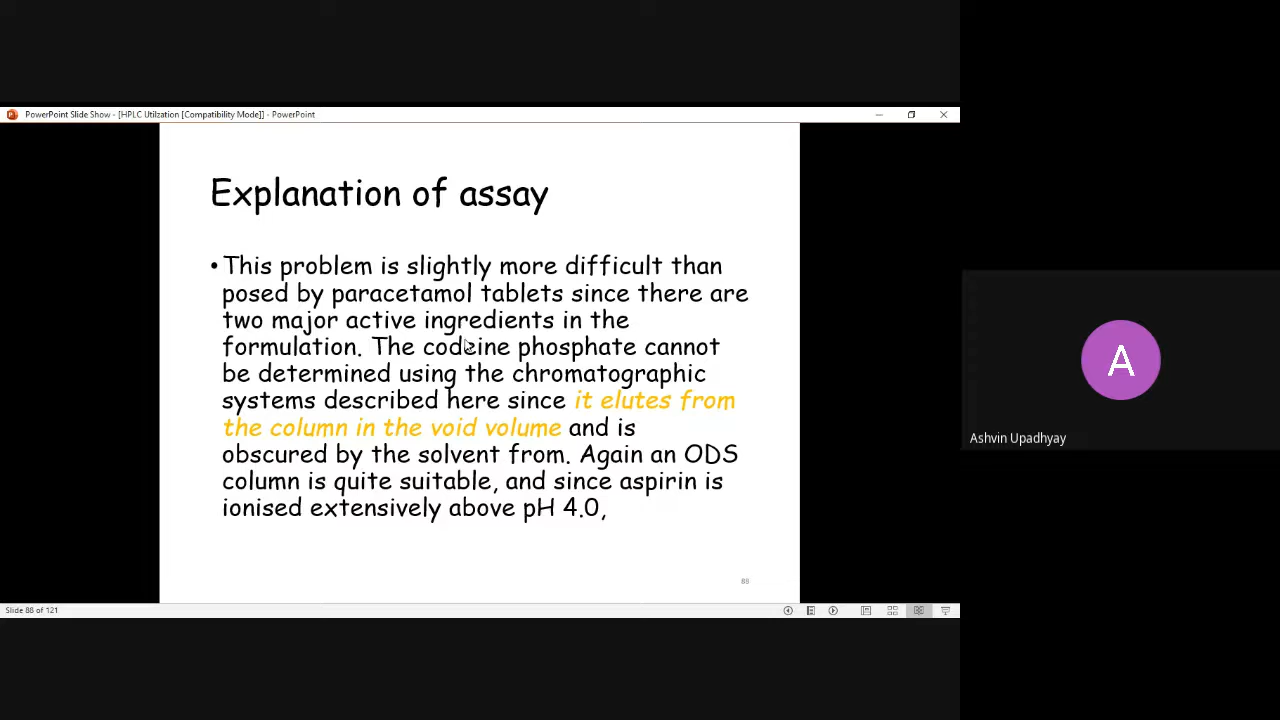 PowerPoint Slide Show - [HPLC Utilzation [Compatibility Mode]] - PowerPoint
Explanation of assay
• This problem is slightly more difficult than
posed by paracetamol tablets since there are
two major active ingredients in the
formulation. The codeine phosphate cannot
be determined using the chromatographic
systems described here since it elutes from
the column in the void volume and is
obscured by the solvent from. Again an ODS
column is quite suitable, and since aspirin is
ionised extensively above pH 4.0,
88
Slide 88 of 121
A
Ashvin Upadhyay